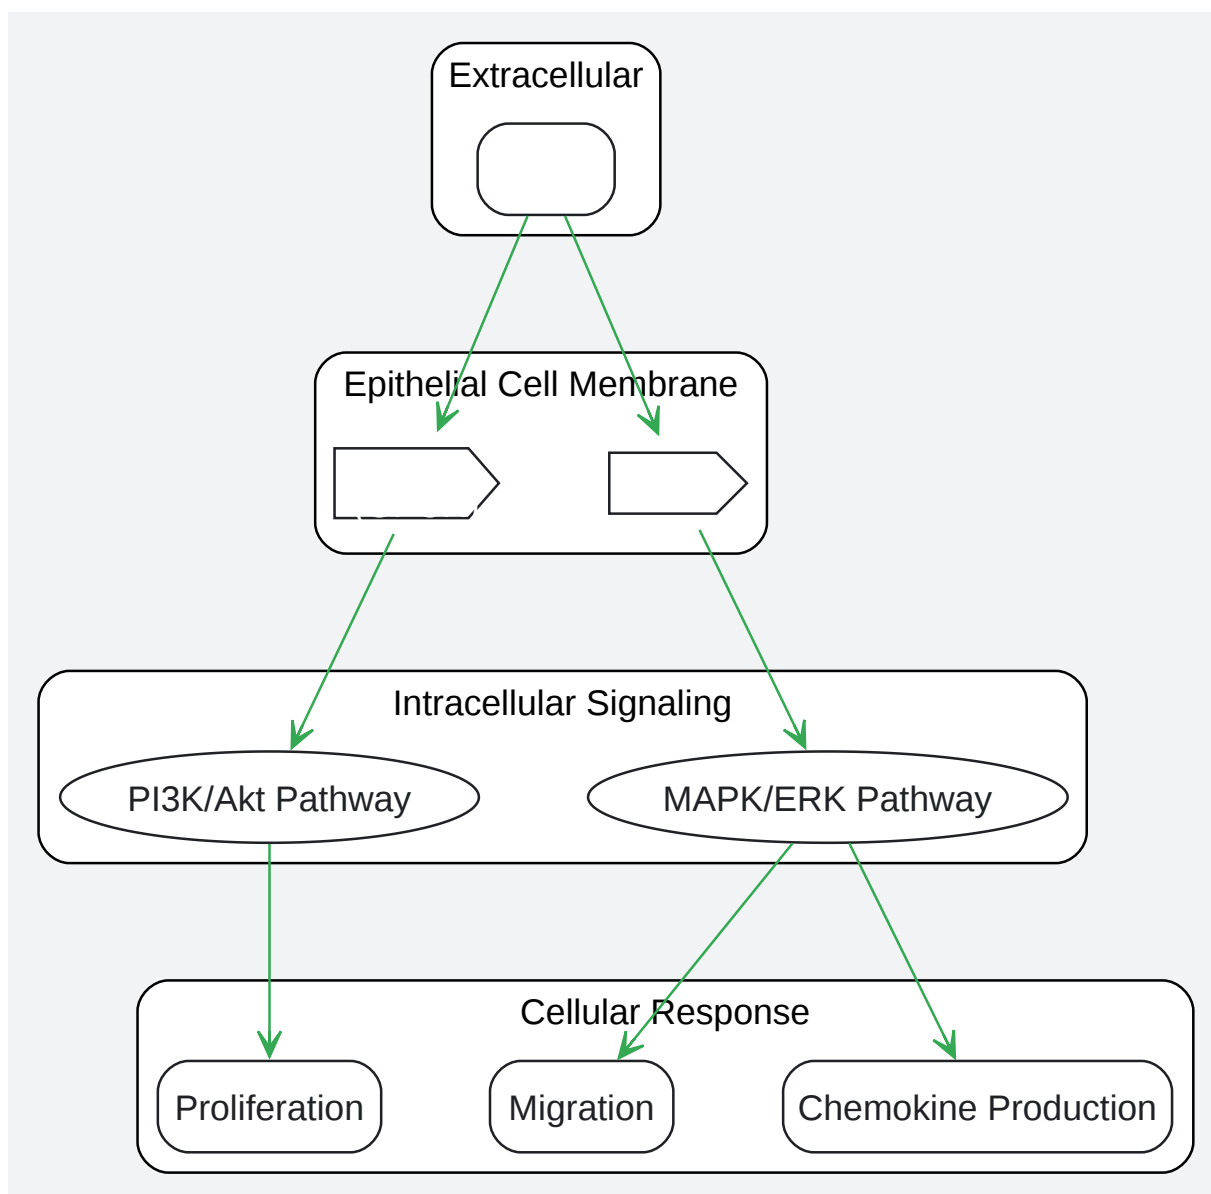 Extracellular
Epithelial Cell Membrane
Intracellular Signaling
PI3K/Akt Pathway
MAPK/ERK Pathway
Cellular Response
Proliferation
Migration
Chemokine Production